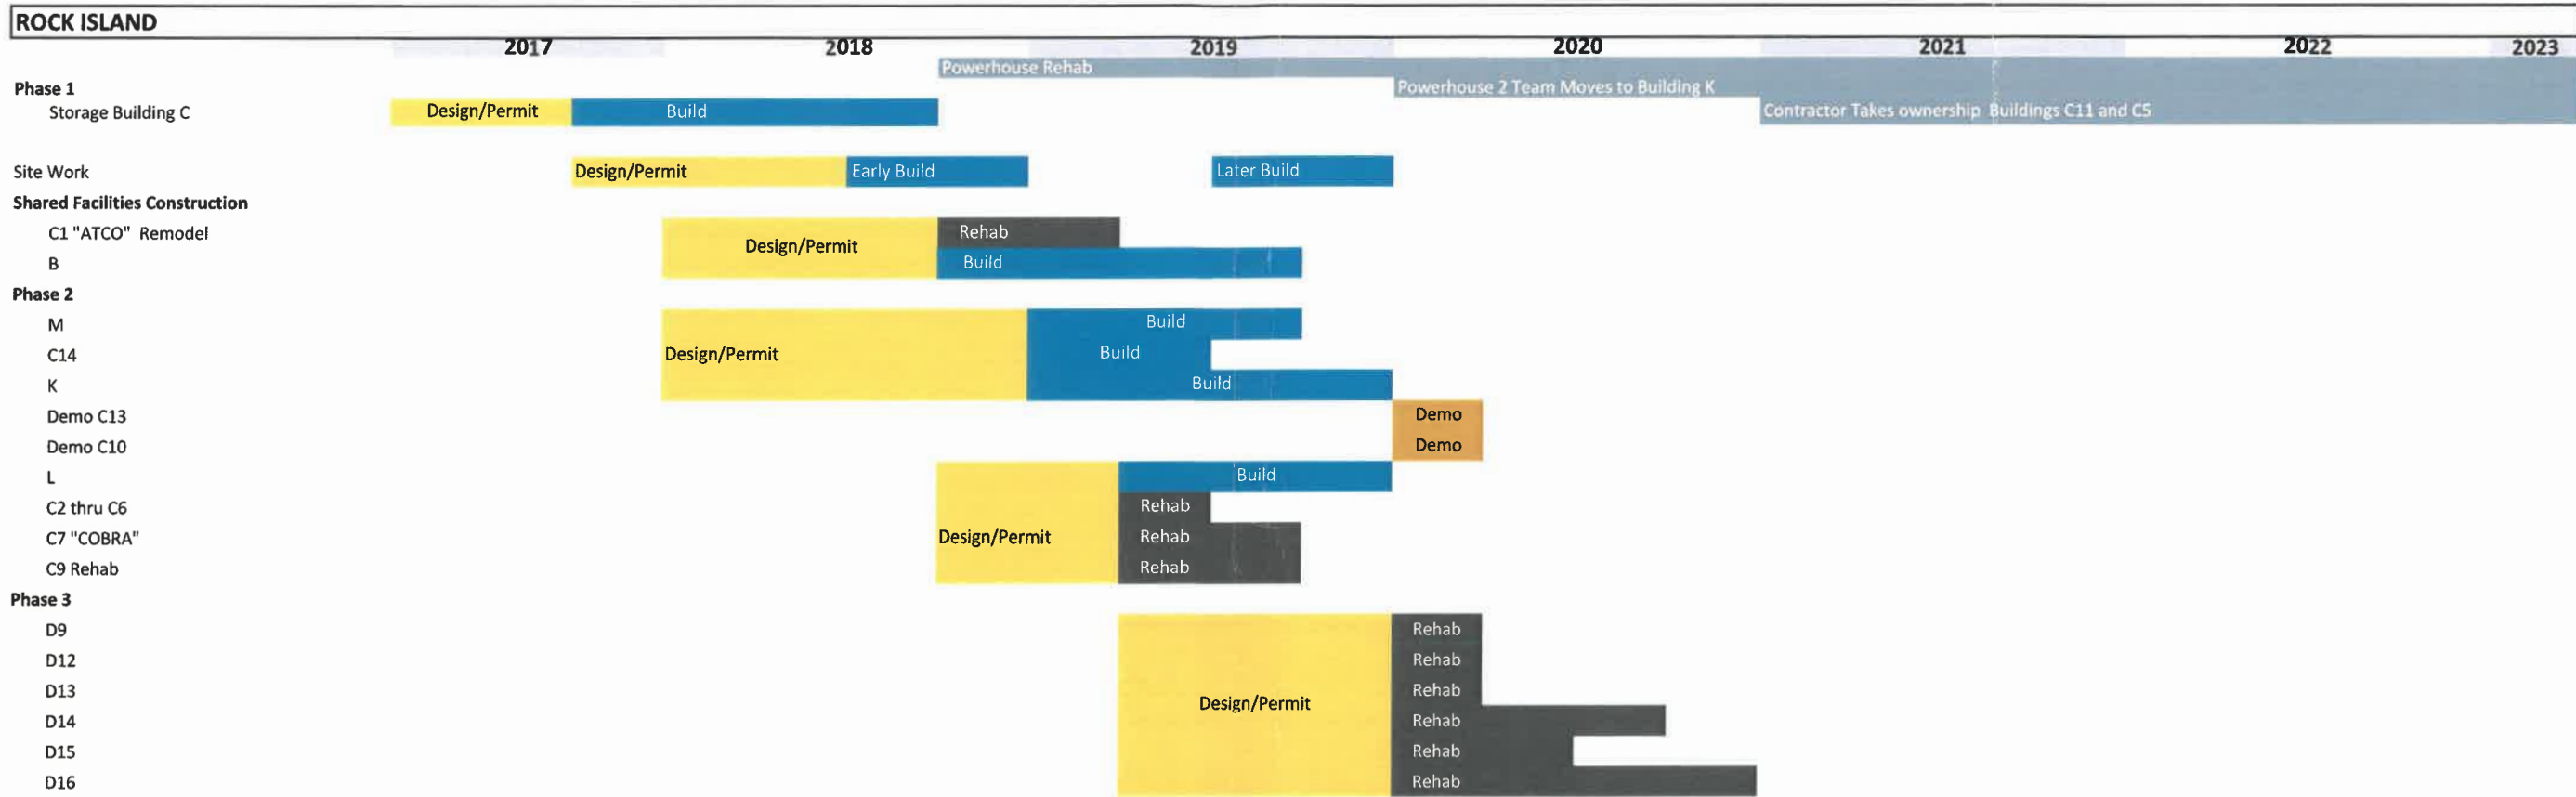 ROCK ISLAND
2017 2018 2019 2020 2021 2022 2023
Powerhouse Rehab
Phase 1 Powerhouse 2 Team Moves to Building K
Storage Building C Design/Permit Build Contractor Takes ownership Buildings C11 and C5
Site Work Design/Permit Early Build Later Build
Shared Facilities Construction
C1 "ATCO" Remodel Rehab
Design/Permit
B Build
Phase 2
M Build
C14 Design/Permit Build
K Build
Demo C13 Demo
Demo C10 Demo
L Build
C2 thru C6 Rehab
C7 "COBRA" Design/Permit Rehab
C9 Rehab Rehab
Phase 3
D9 Rehab
D12 Rehab
D13 Rehab
Design/Permit
D14 Rehab
D15 Rehab
D16 Rehab